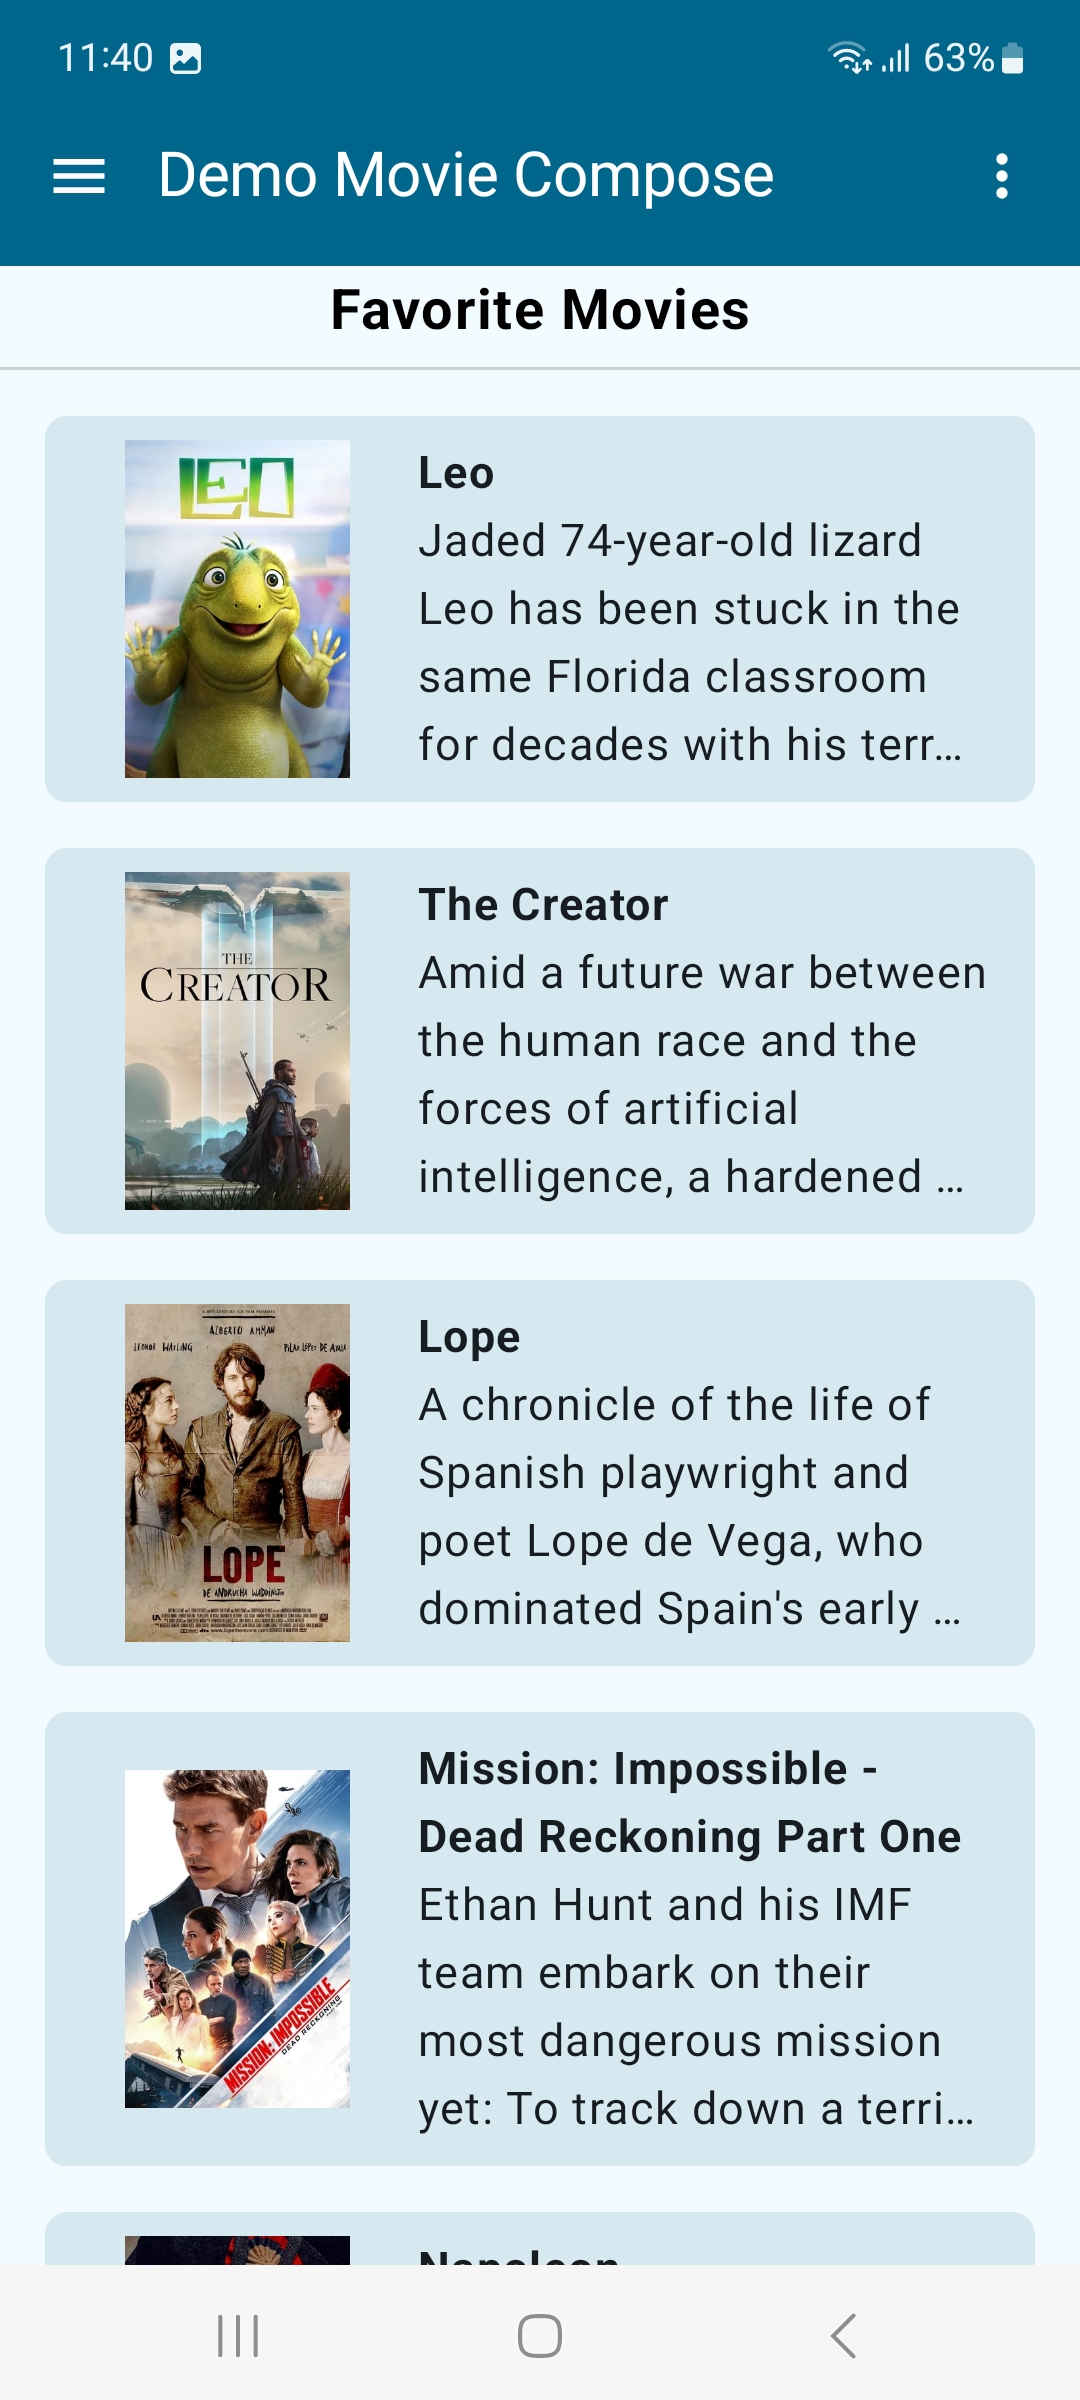 11:40
63%
Demo Movie Compose
Favorite Movies
LEO
Leo
Jaded 74-year-old lizard
Leo has been stuck in the
same Florida classroom
for decades with his terr…
THE
CREATOR
The Creator
Amid a future war between
the human race and the
forces of artificial
intelligence, a hardened …
ALBERTO AMMAN
LEONOR WATLING
PILAR LÓPEZ DE AYALA
LOPE
DE ANDRUCHA WADDINGTON
Lope
A chronicle of the life of
Spanish playwright and
poet Lope de Vega, who
dominated Spain's early …
MISSION: IMPOSSIBLE
DEAD RECKONING
Mission: Impossible -
Dead Reckoning Part One
Ethan Hunt and his IMF
team embark on their
most dangerous mission
yet: To track down a terri…
Napoleon